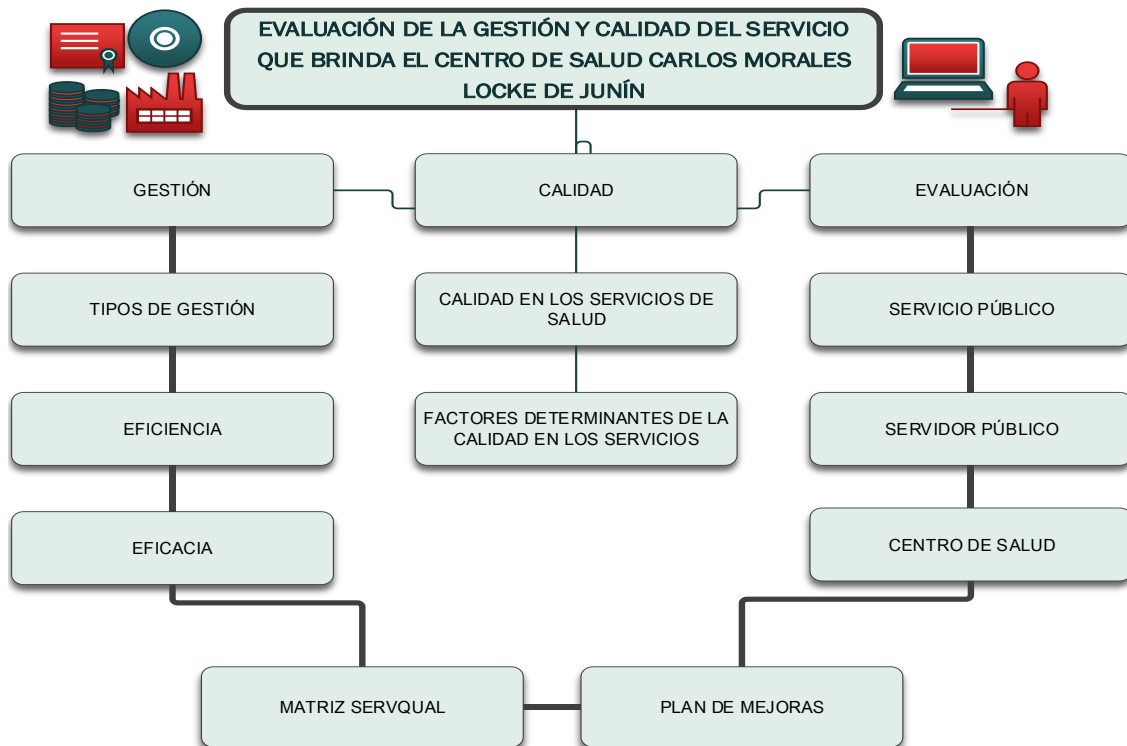 EVALUACIÓN DE LA GESTIÓN Y CALIDAD DEL SERVICIO
QUE BRINDA EL CENTRO DE SALUD CARLOS MORALES
LOCKE DE JUNÍN
GESTIÓN
CALIDAD
EVALUACIÓN
TIPOS DE GESTIÓN
CALIDAD EN LOS SERVICIOS DE
SALUD
SERVICIO PÚBLICO
EFICIENCIA
FACTORES DETERMINANTES DE LA
CALIDAD EN LOS SERVICIOS
SERVIDOR PÚBLICO
EFICACIA
CENTRO DE SALUD
MATRIZ SERVQUAL
PLAN DE MEJORAS